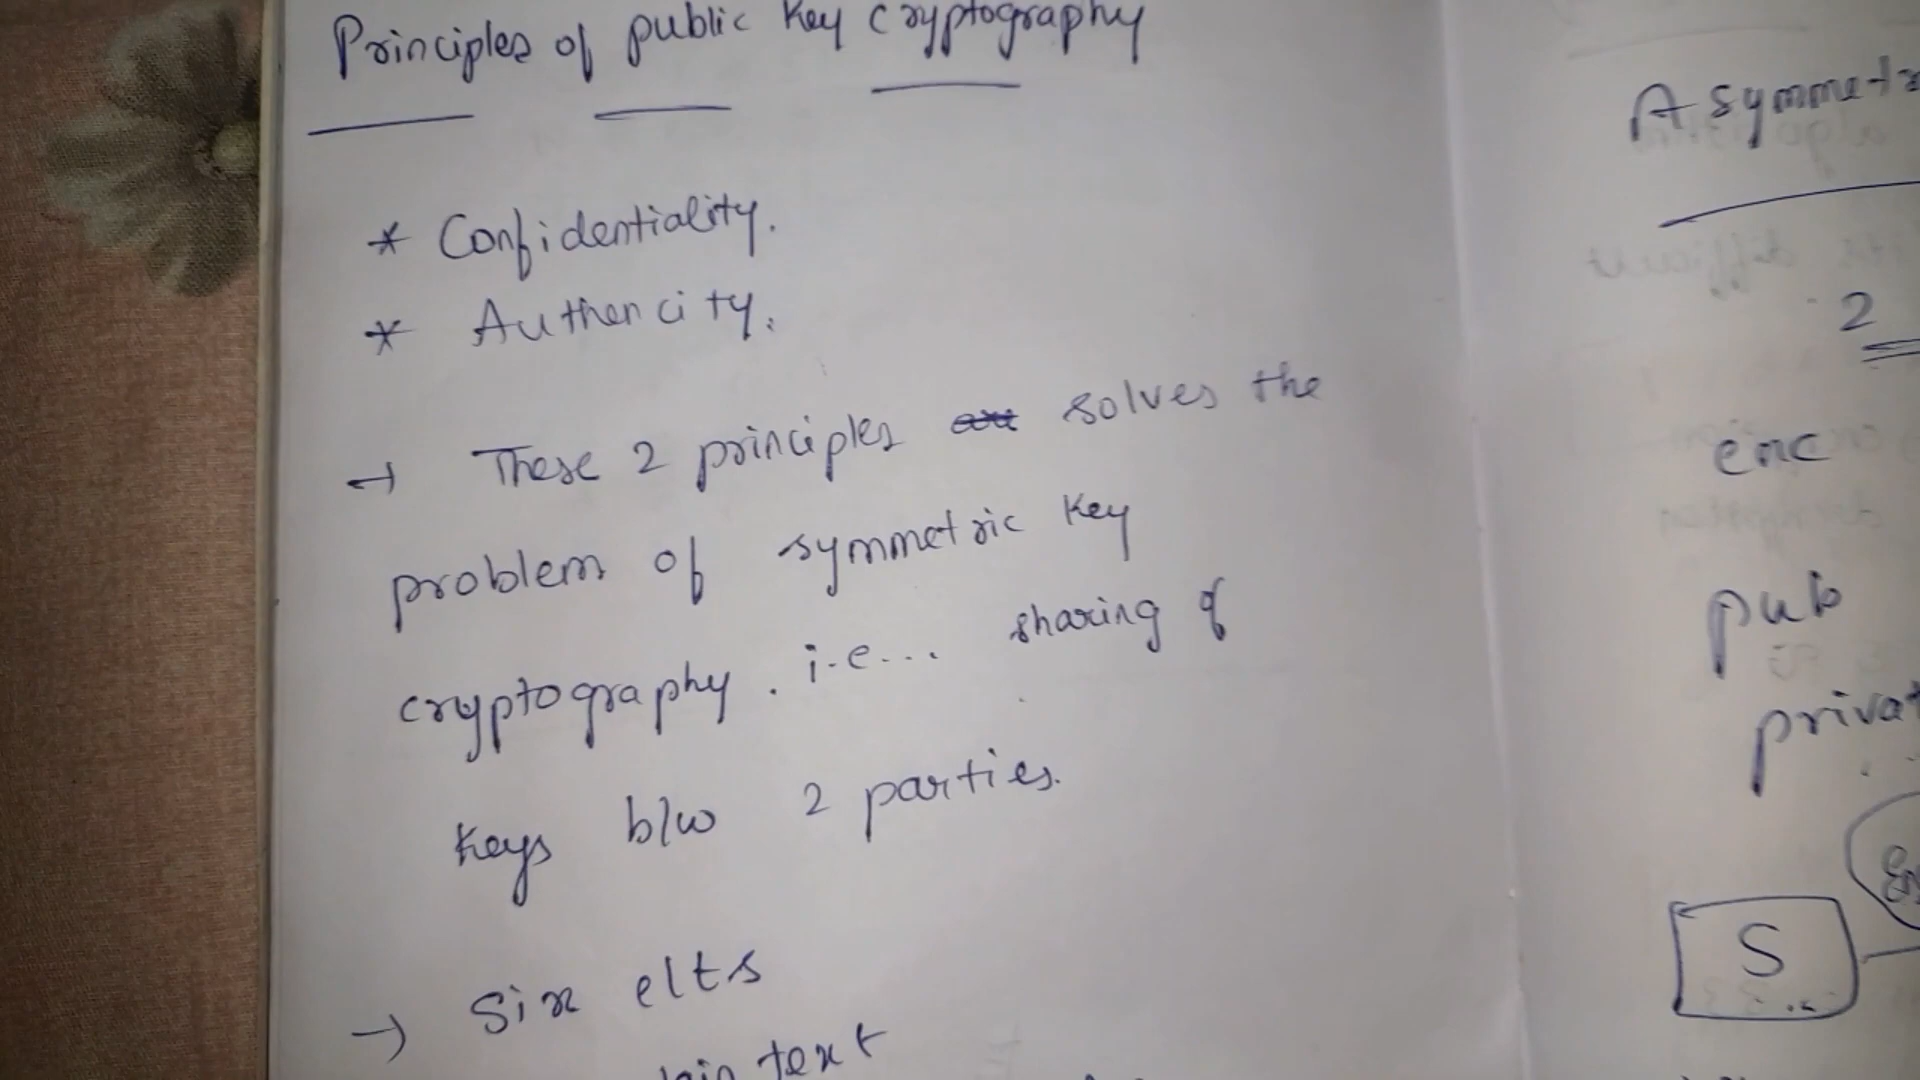 Principles of public key cryptography
* Confidentiality.
* Authencity.
→ These 2 principles solves the
problem of symmetric key
cryptography. i.e... sharing of
keys b/w 2 parties.
→ Six elts
text
Asymmet
2
enc
pub
privat
S